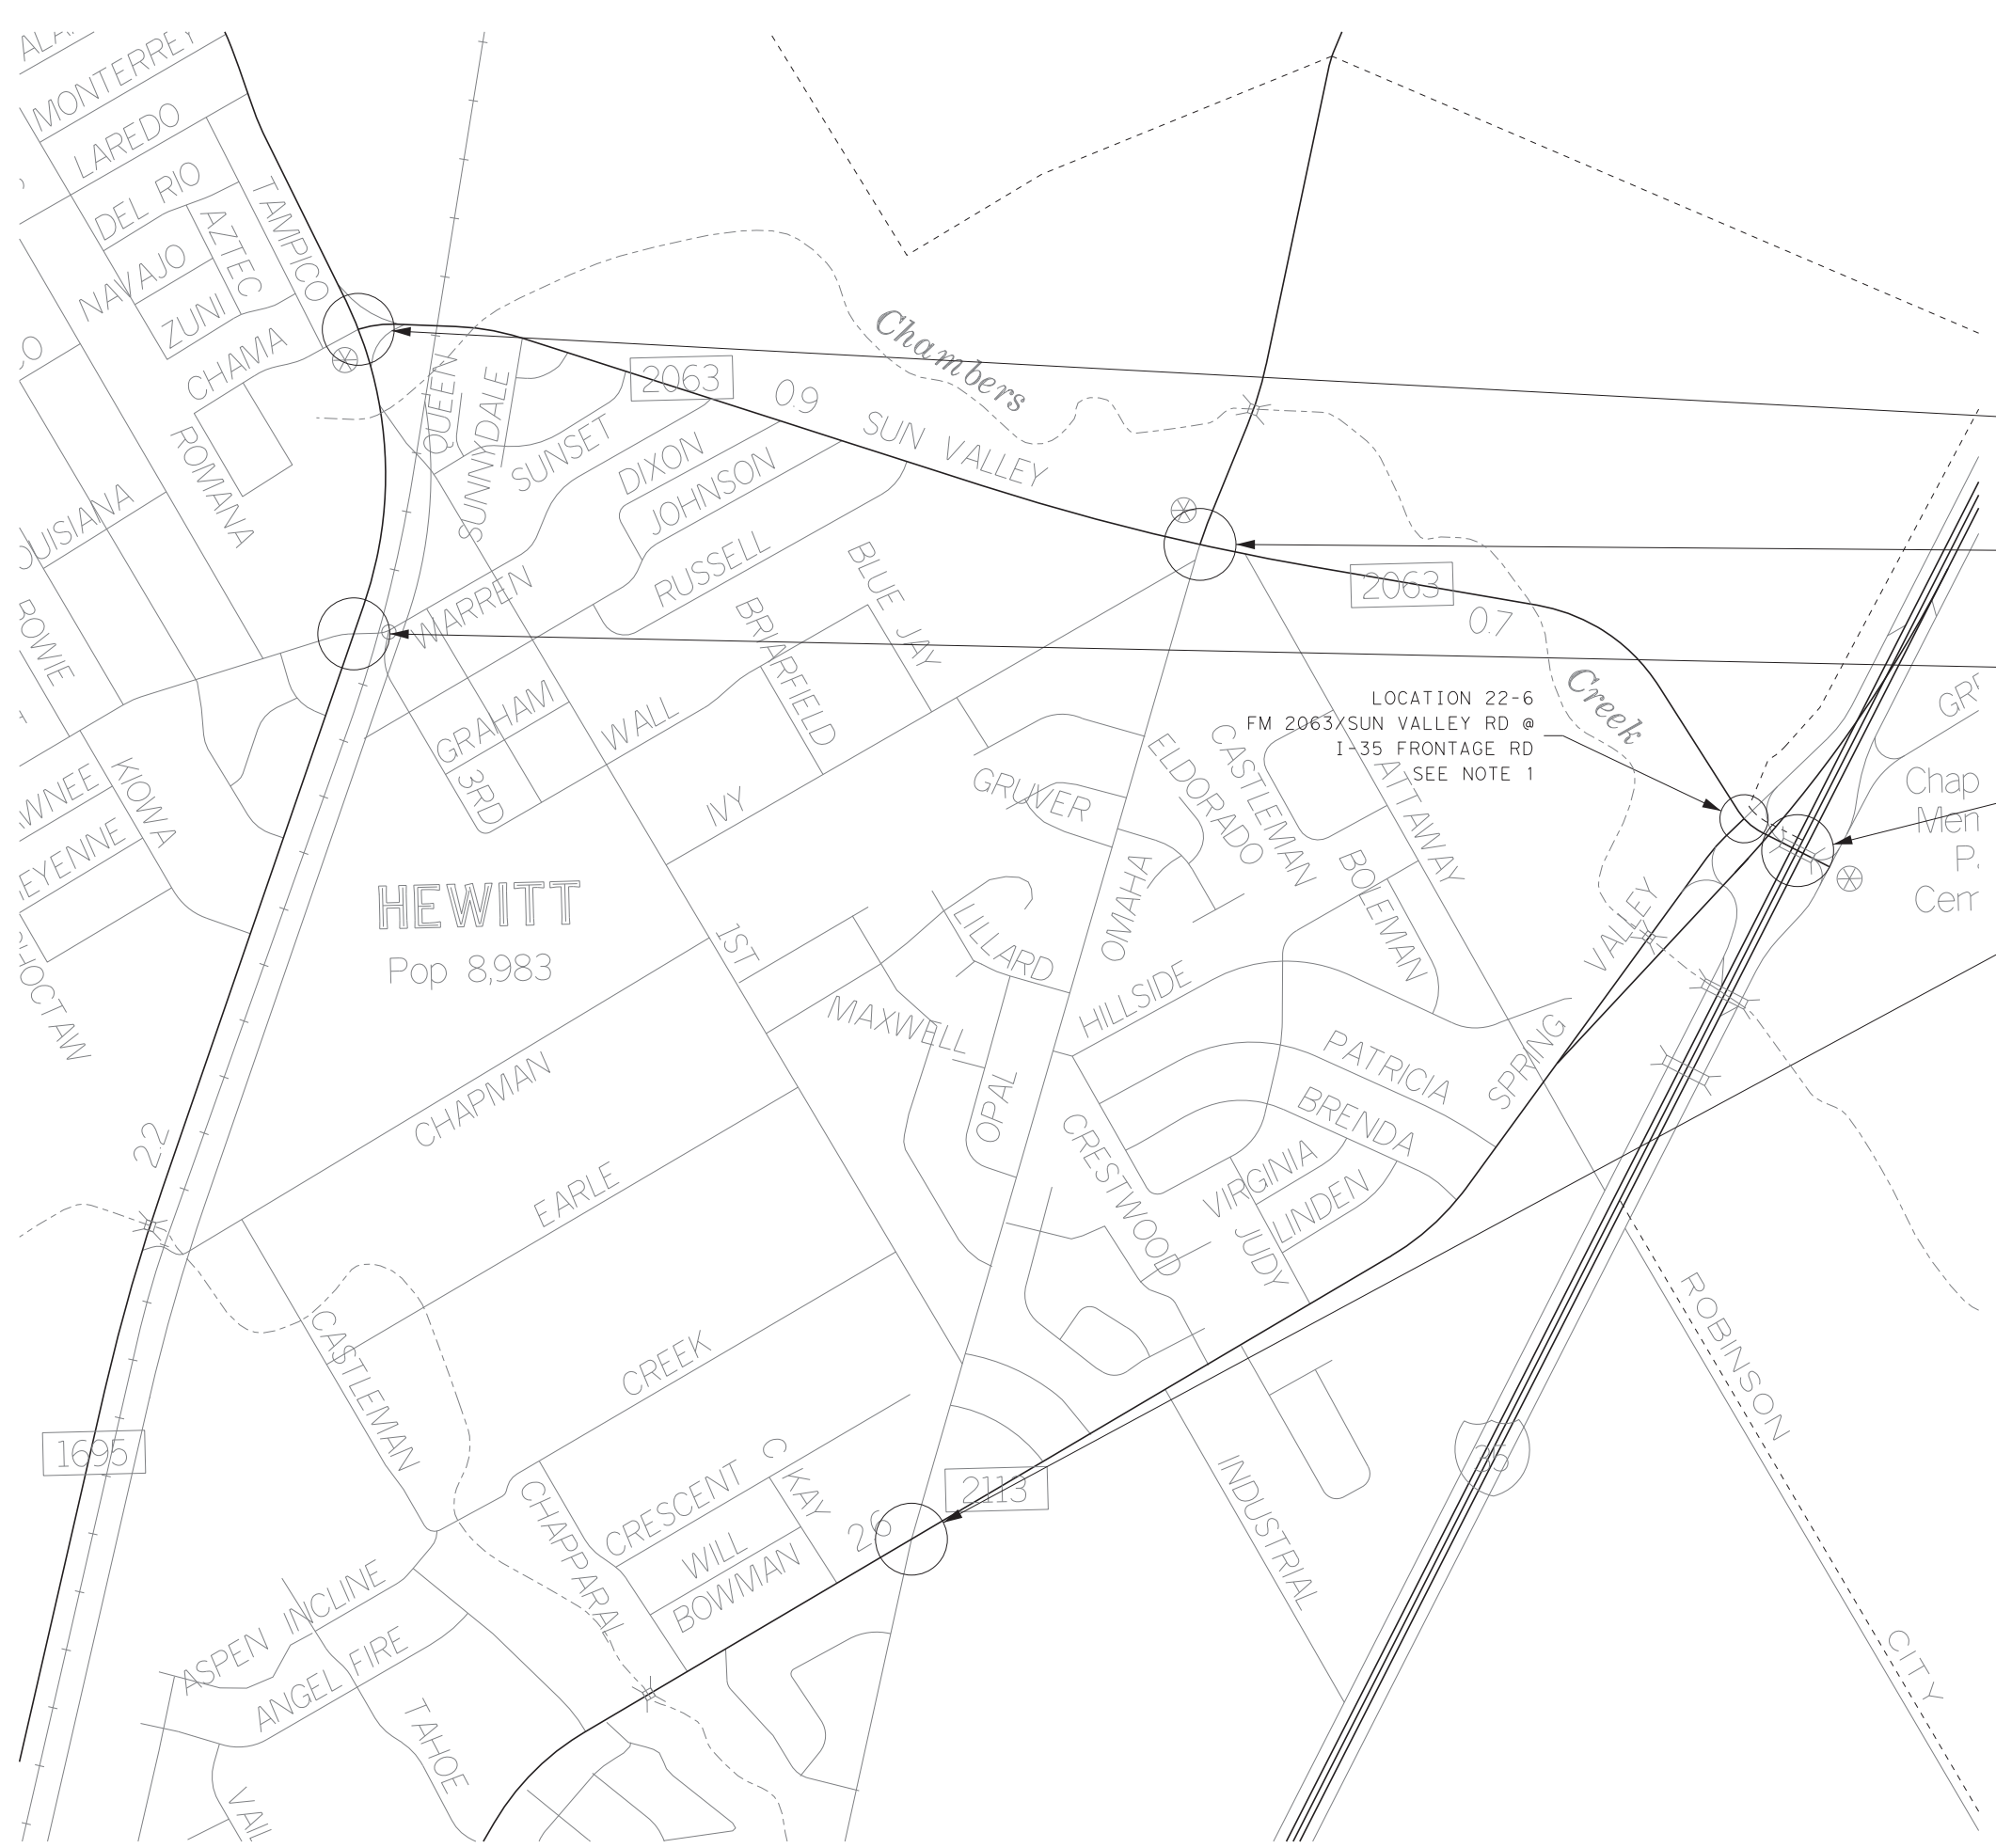 MONTERREY
LAREDO
DEL RIO
TAMPICO
AZTEC
NAVAJO
ZUNI
CHAMA
ROMANA
QUEEN
SUNNYDALE
SUNSET
2063
0.9
SUN VALLEY
Chambers
DIXON
JOHNSON
RUSSELL
WARREN
BLUE JAY
BRIARFIELD
2063
0.7
Creek
LOCATION 22-6
FM 2063/SUN VALLEY RD @
I-35 FRONTAGE RD
SEE NOTE 1
KIOWA
GRAHAM
3RD
WALL
IVY
GRUVER
ELDORADO
CASTLEMAN
ATTAWAY
BOLEMAN
OMAHA
HEWITT
Pop 8,983
1ST
LILLARD
MAXWELL
HILLSIDE
SPRING VALLEY
PATRICIA
BRENDA
OPAL
CRESTWOOD
VIRGINIA
LINDEN
JUDY
2.2
CHAPMAN
EARLE
CREEK
CASTLEMAN
1695
CHAPPARAL
CRESCENT
C KAY
WILL
BOWMAN
2.6
2113
INDUSTRIAL
35
ROBINSON
CITY
ASPEN INCLINE
ANGEL FIRE
TAHOE
VAIL
Chap
Mem
Cem